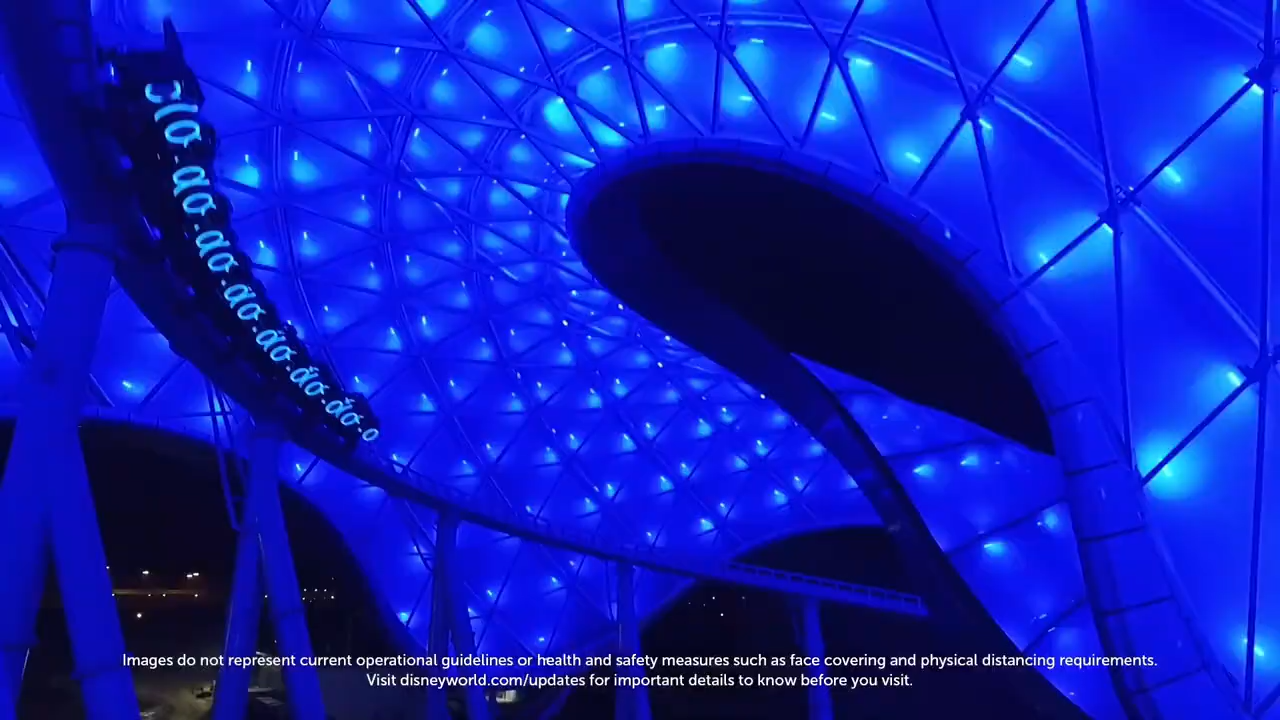 Images do not represent current operational guidelines or health and safety measures such as face covering and physical distancing requirements.
Visit disneyworld.com/updates for important details to know before you visit.